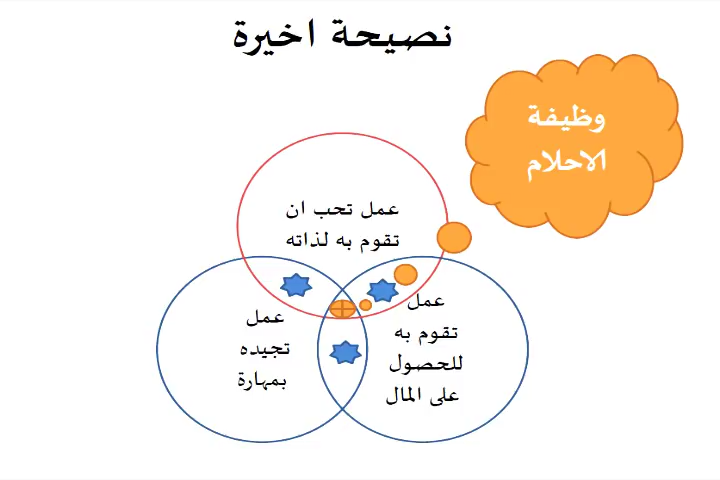 نصيحة اخيرة
وظيفة
الاحلام
عمل تحب ان
تقوم به لذاته
عمل
تقوم به
للحصول
على المال
عمل
تجيده
بمهارة